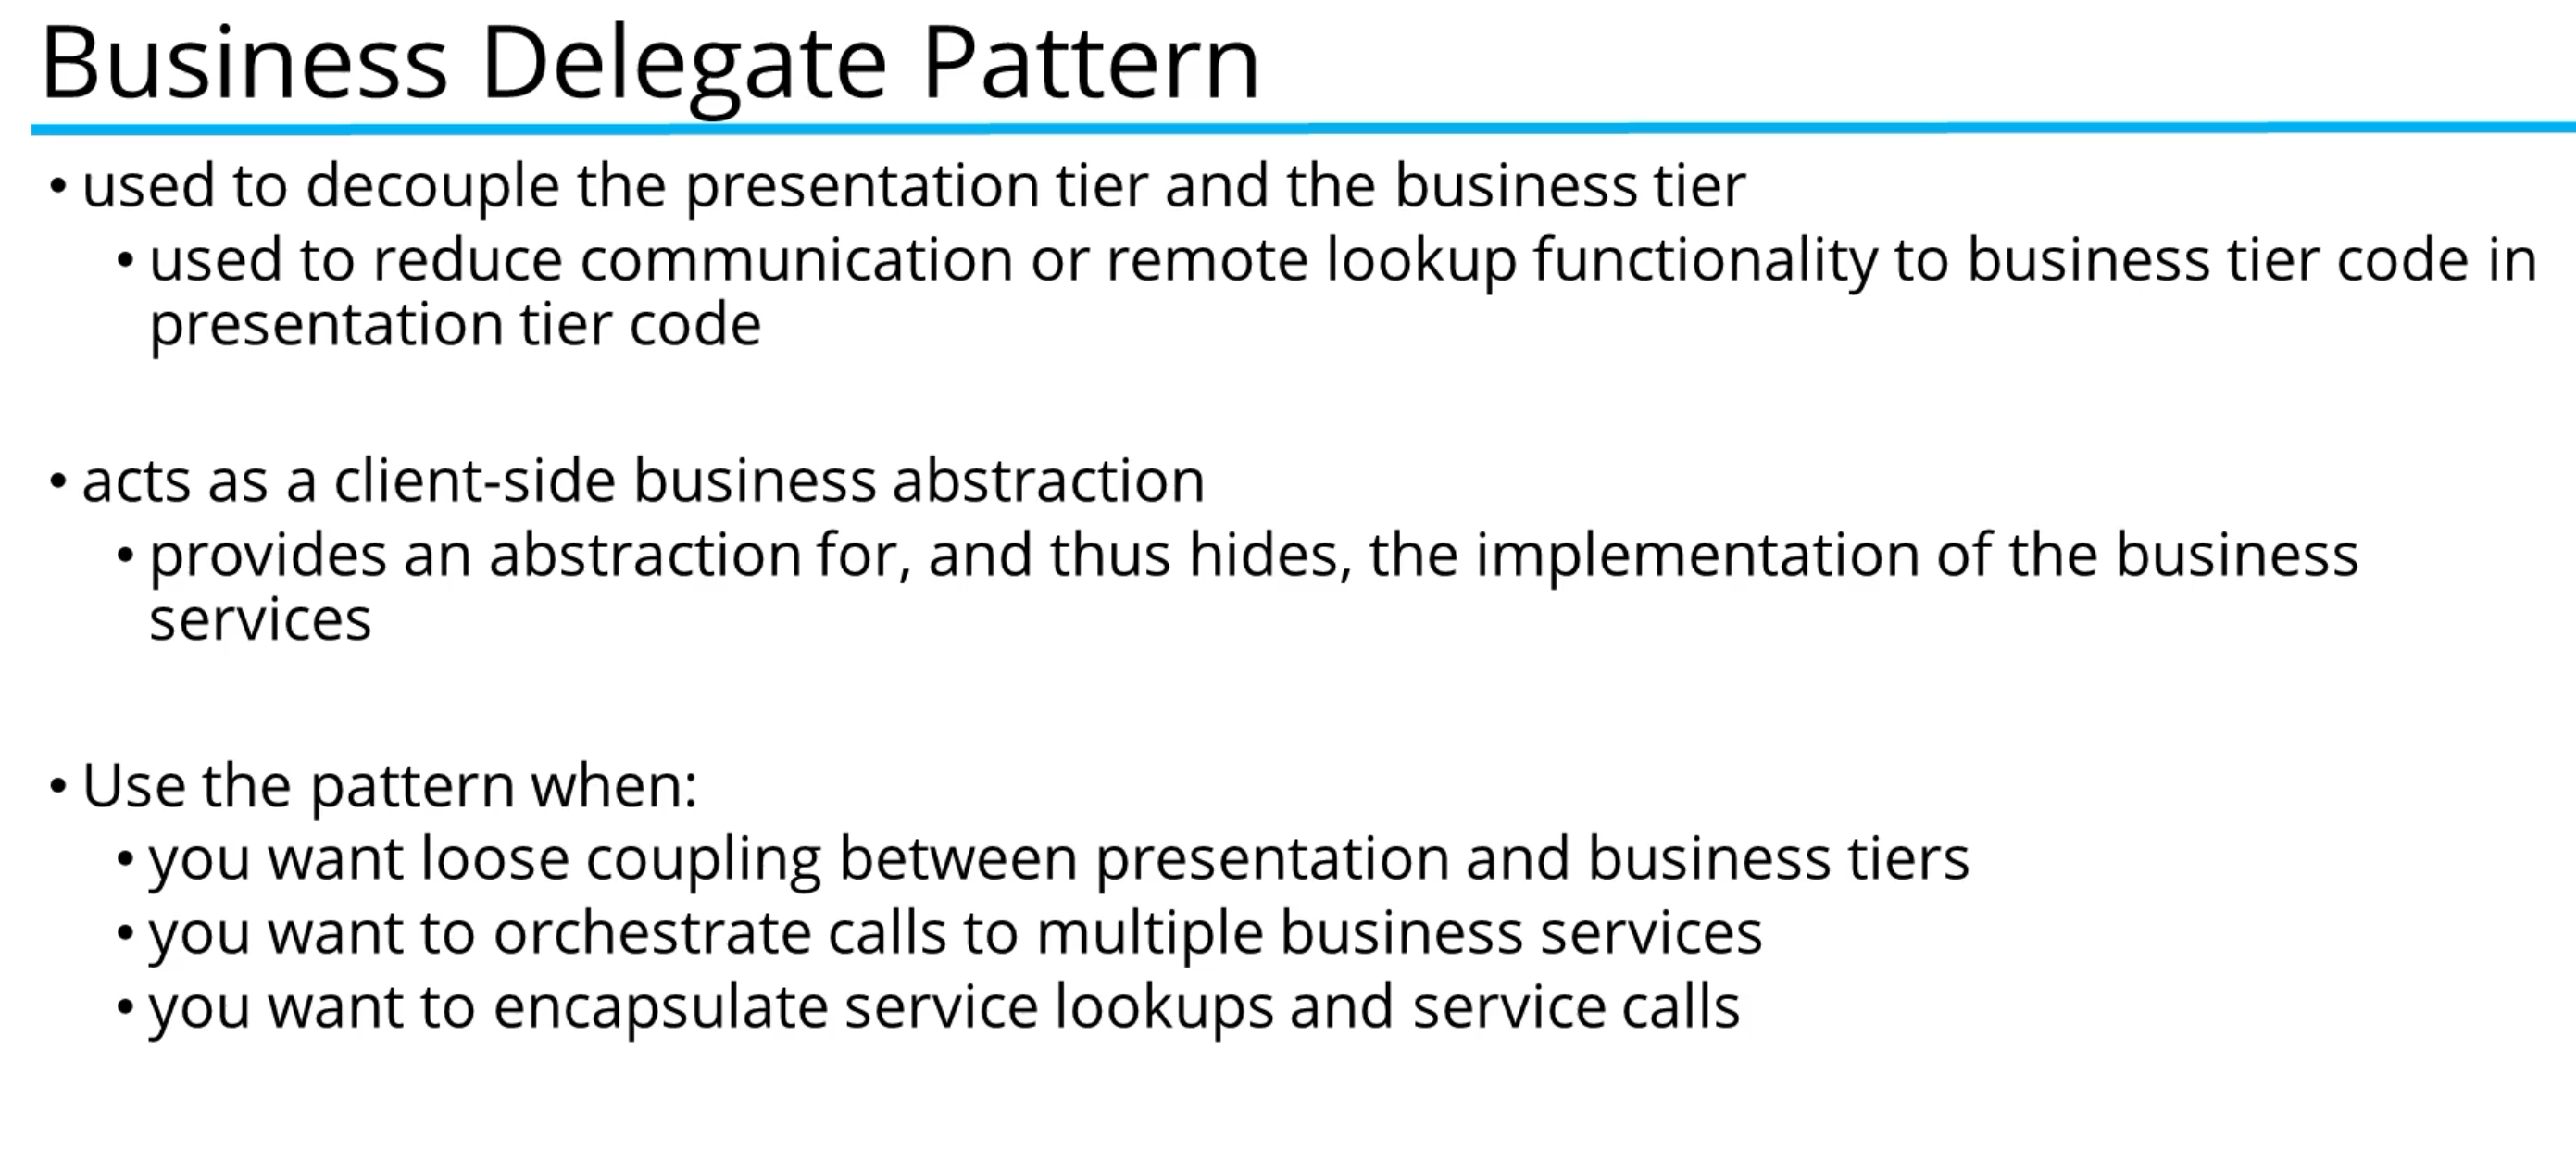 Business Delegate Pattern
• used to decouple the presentation tier and the business tier
• used to reduce communication or remote lookup functionality to business tier code in
presentation tier code
• acts as a client-side business abstraction
• provides an abstraction for, and thus hides, the implementation of the business
services
• Use the pattern when:
• you want loose coupling between presentation and business tiers
• you want to orchestrate calls to multiple business services
• you want to encapsulate service lookups and service calls